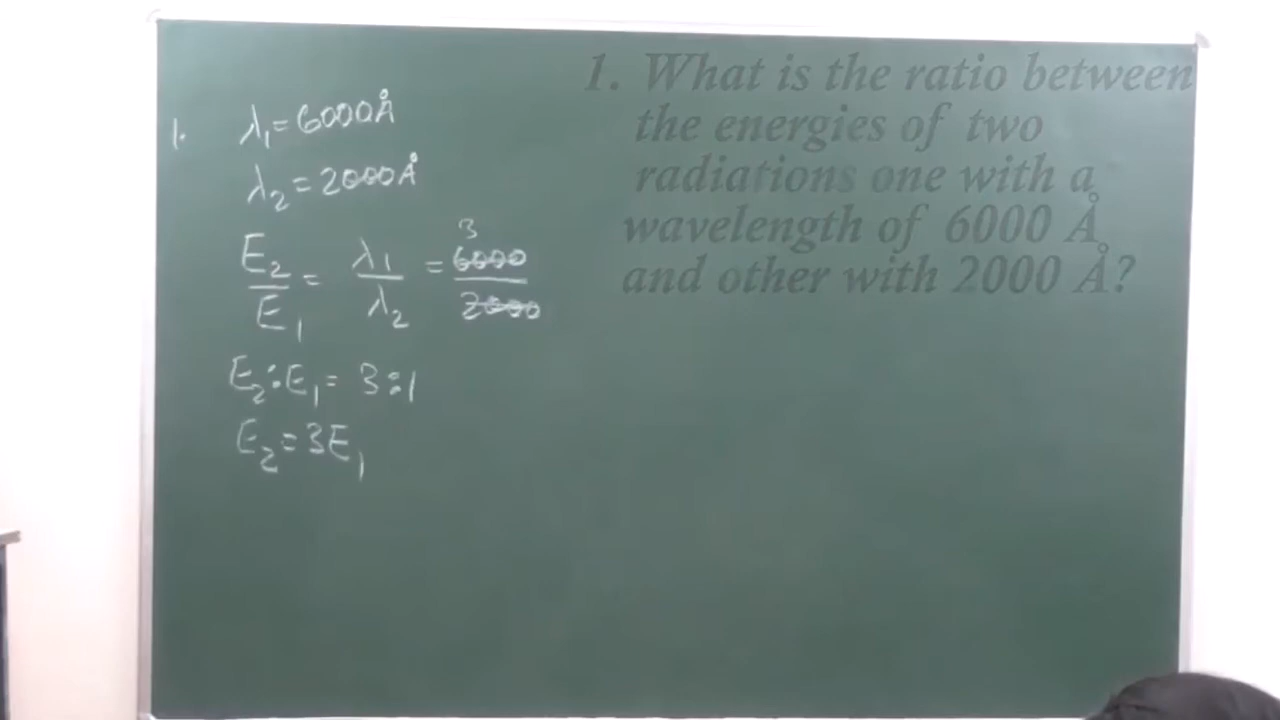 1. λ₁ = 6000Å
λ₂ = 2000Å
E₂/E₁ = λ₁/λ₂ = 6000/2000 3
E₂ : E₁ = 3 : 1
E₂ = 3E₁
1. What is the ratio between
the energies of two
radiations one with a
wavelength of 6000 Å
and other with 2000 Å?